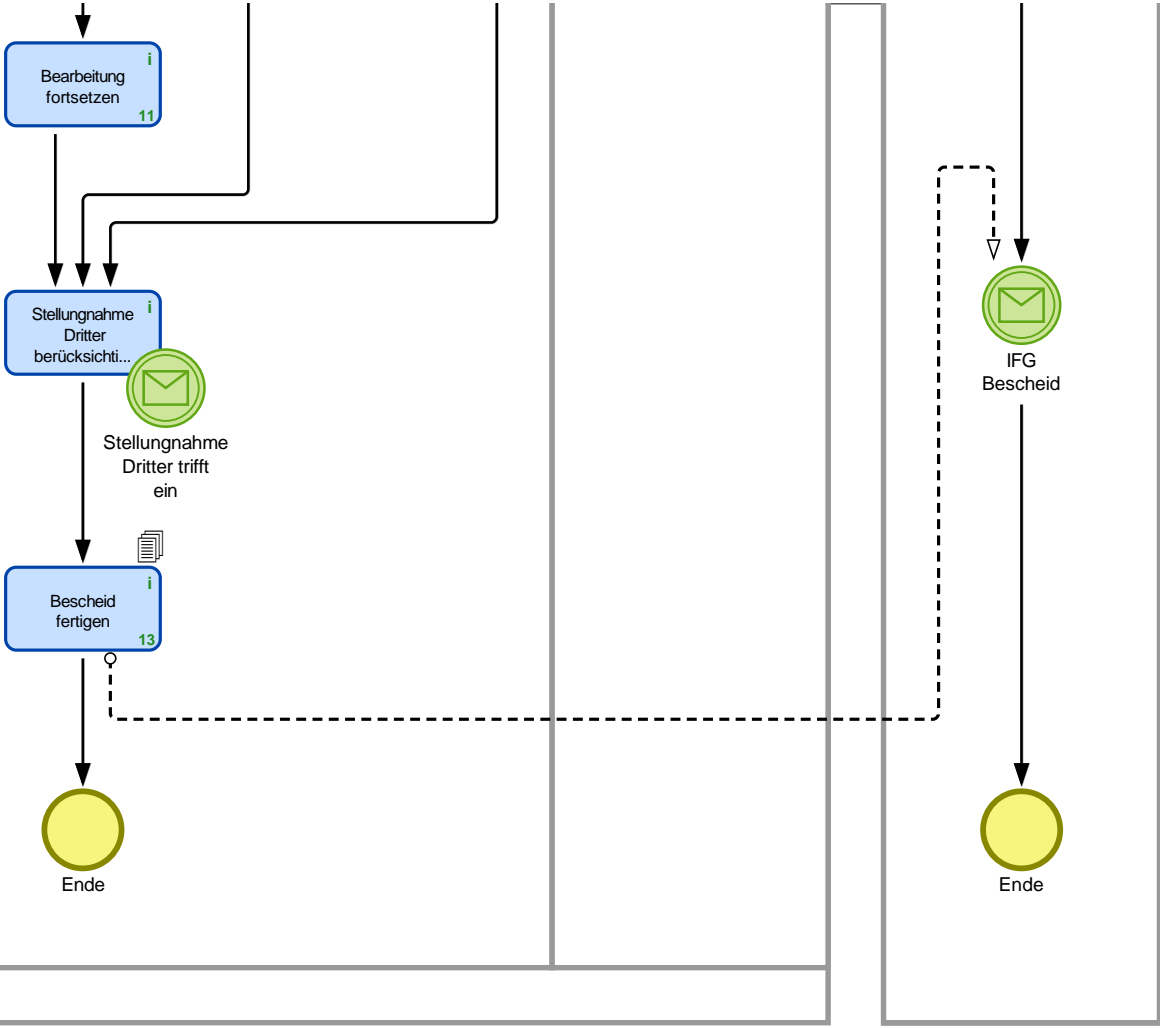 i
Bearbeitung
fortsetzen
11
i
Stellungnahme
Dritter
berücksichti...
Stellungnahme
Dritter trifft
ein
IFG
Bescheid
i
Bescheid
fertigen
13
Ende
Ende